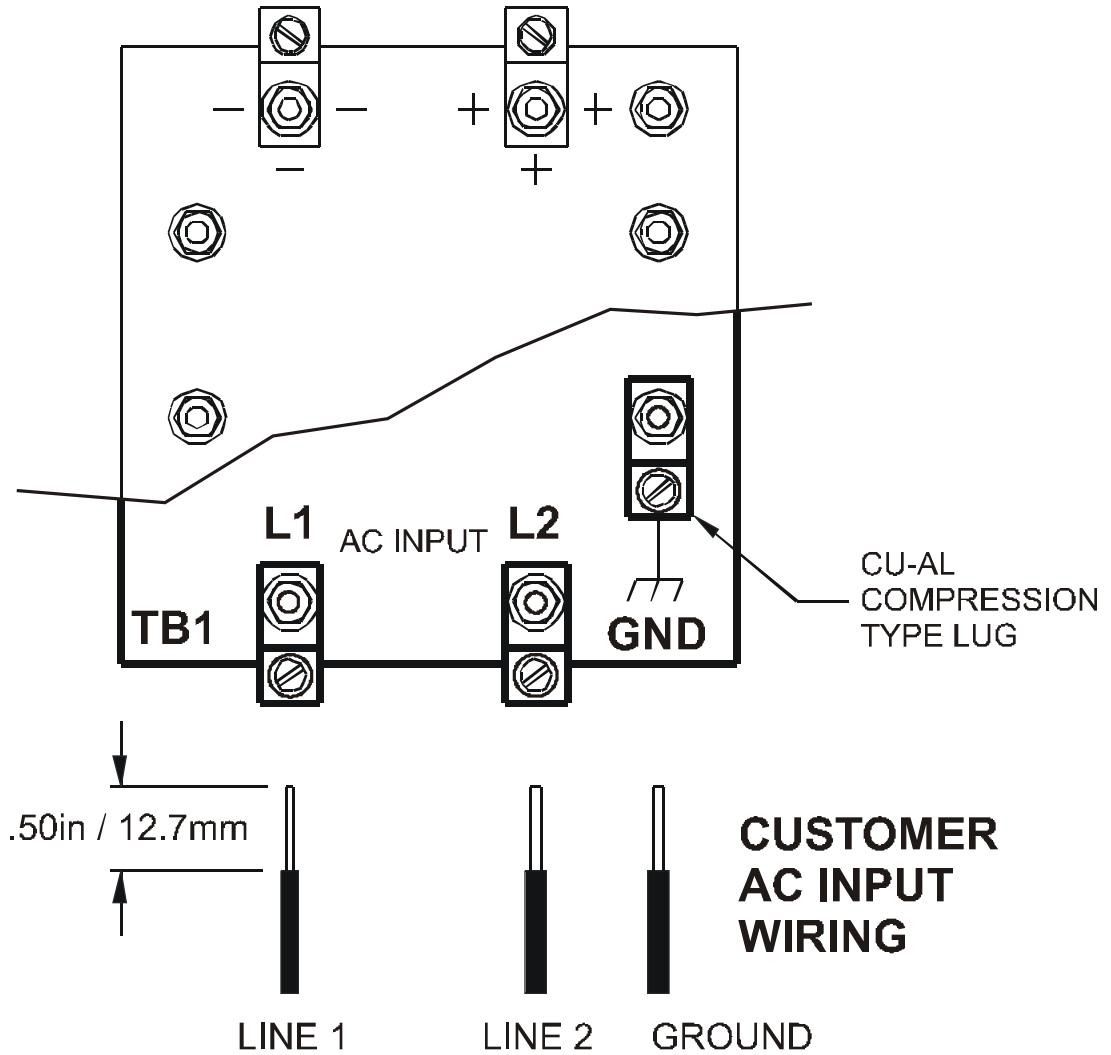 − − + +
− +
L1 AC INPUT L2
TB1
GND
CU-AL
COMPRESSION
TYPE LUG
.50in / 12.7mm
CUSTOMER
AC INPUT
WIRING
LINE 1 LINE 2 GROUND